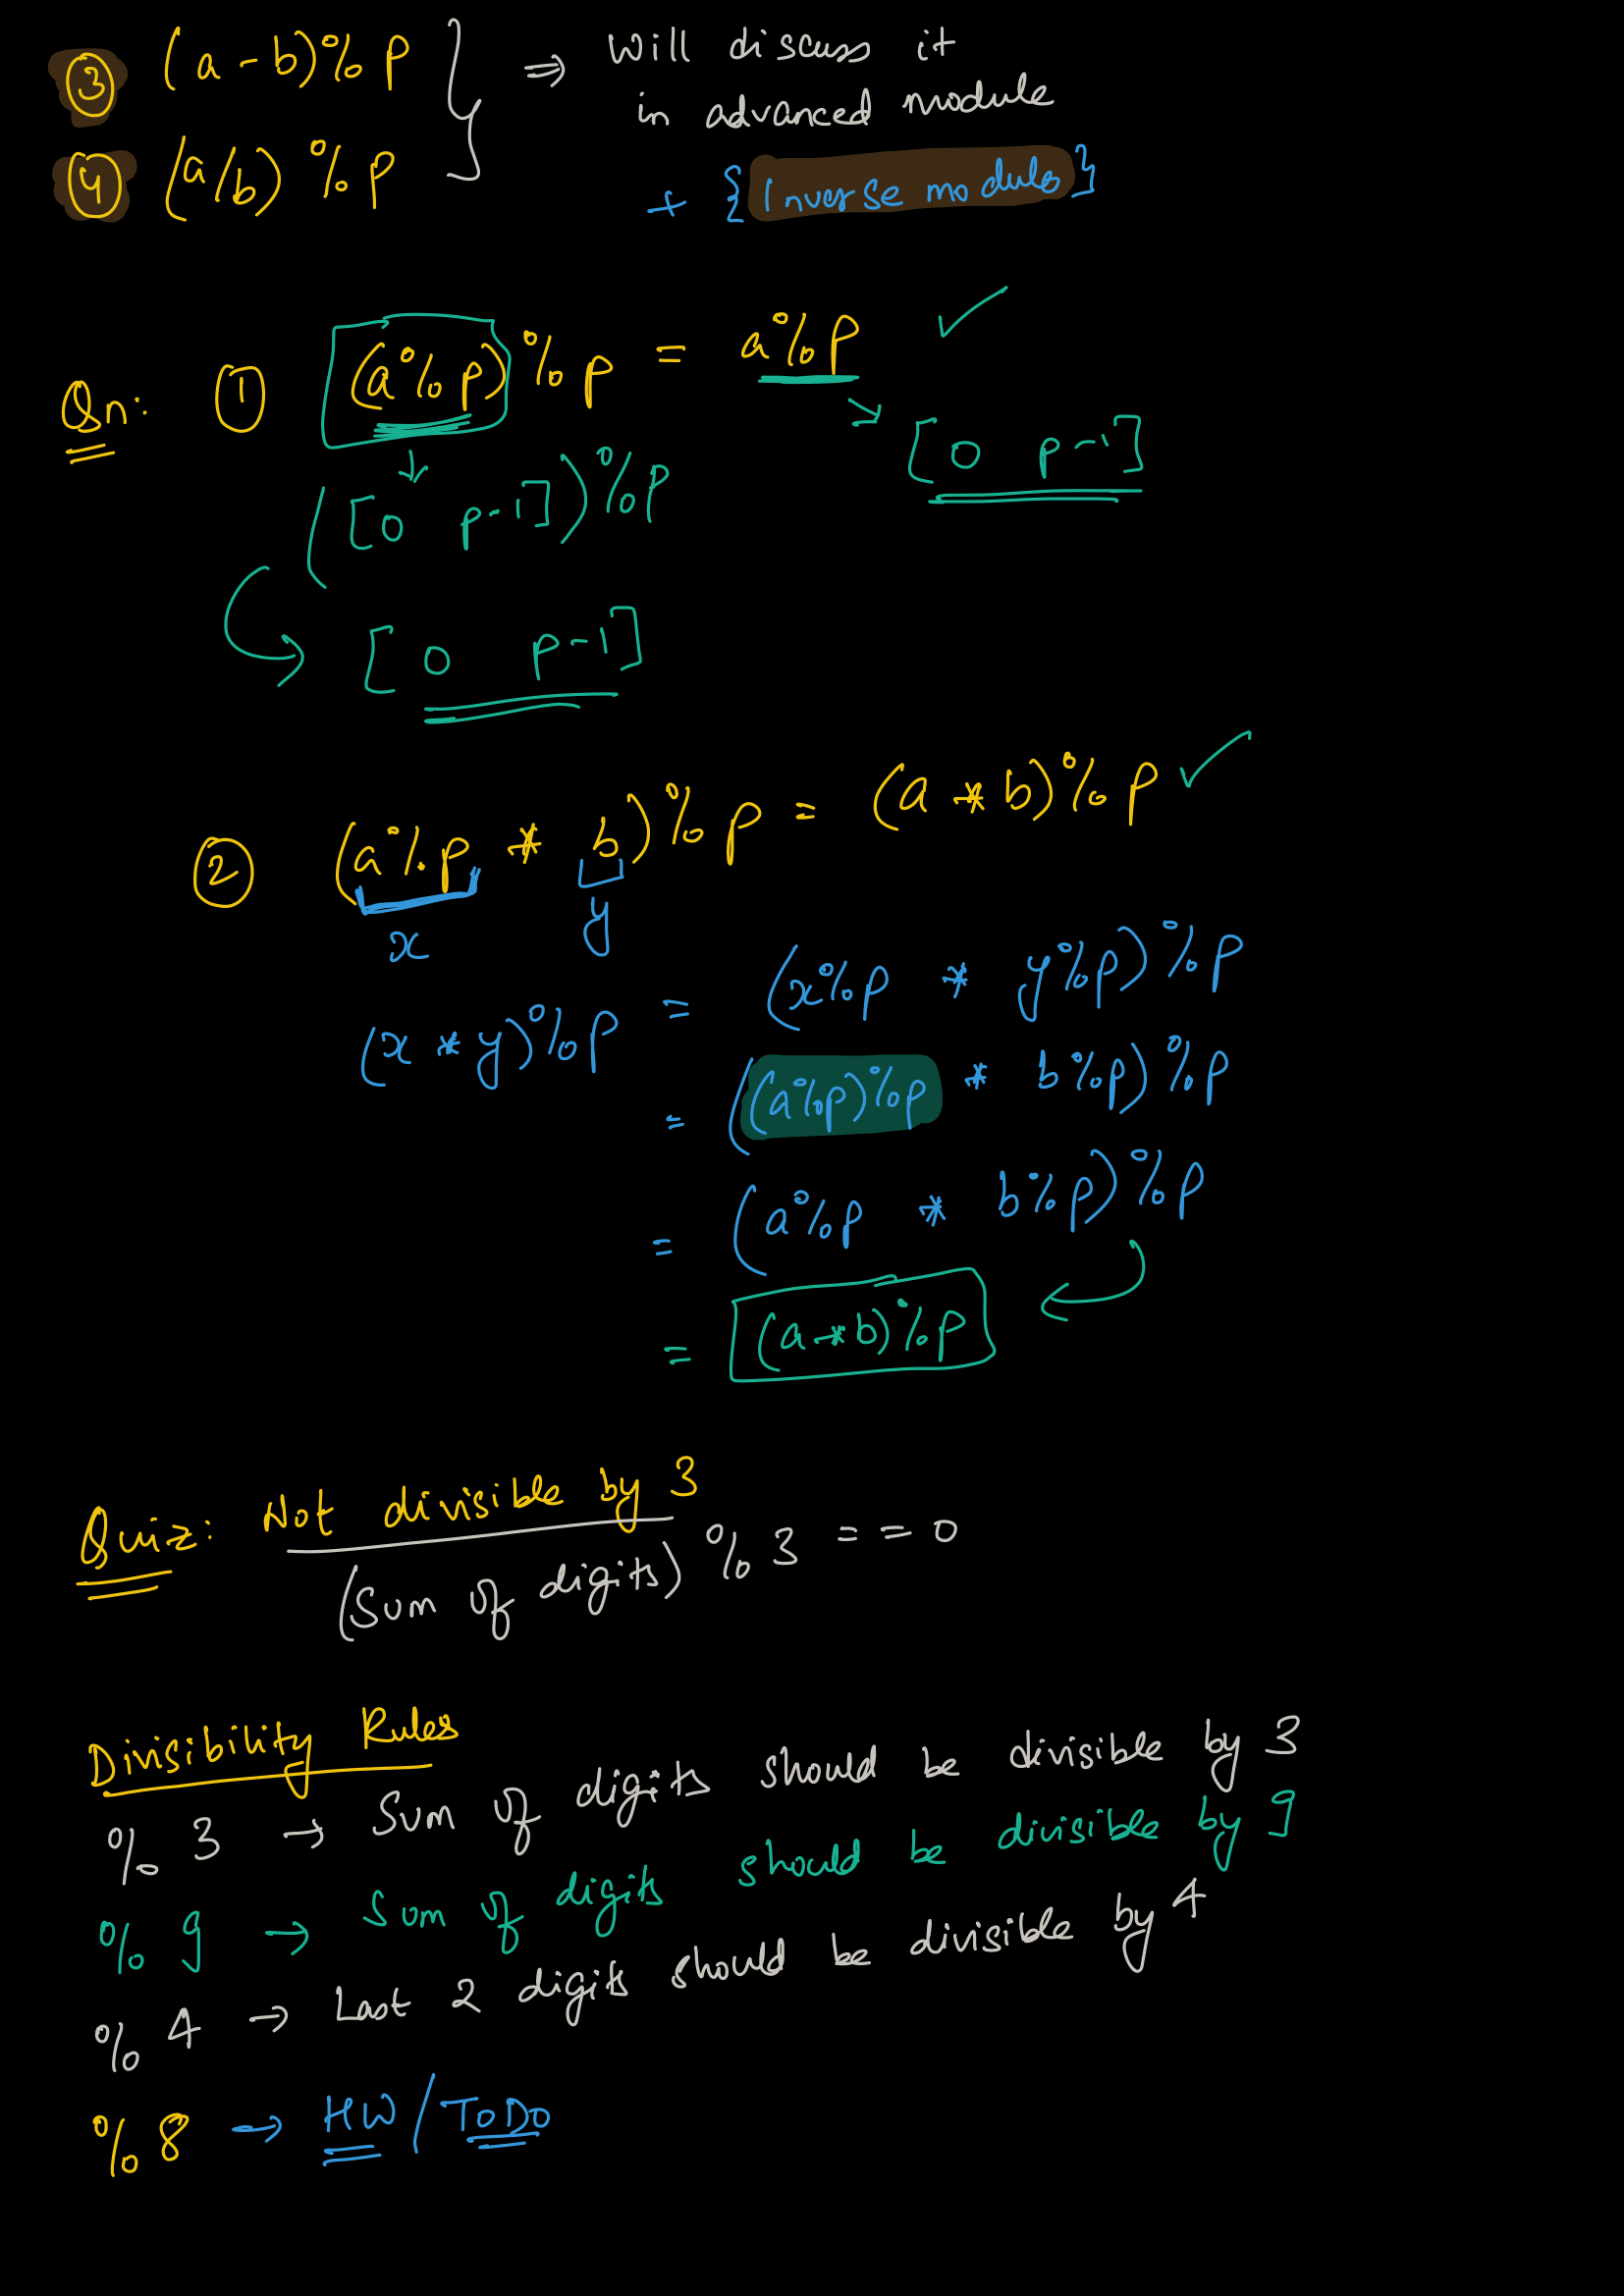 ③ (a-b)%p } ⇒ Will discuss it
④ (a/b)%p in advanced module
+ {Inverse modulo}
Qn: ① (a%p)%p = a%p ✓
→ [0 p-1]
([0 p-1])%p
[0 p-1]
② (a%p * b)%p = (a * b)%p ✓
x y
(x * y)%p = (x%p * y%p)%p
= ((a%p)%p * b%p)%p
= (a%p * b%p)%p
= (a*b)%p
Quiz: Not divisible by 3
(Sum of digits) % 3 == 0
Divisibility Rules
% 3 → Sum of digits should be divisible by 3
% 9 → Sum of digits should be divisible by 9
% 4 → Last 2 digits should be divisible by 4
% 8 → HW/ToDo